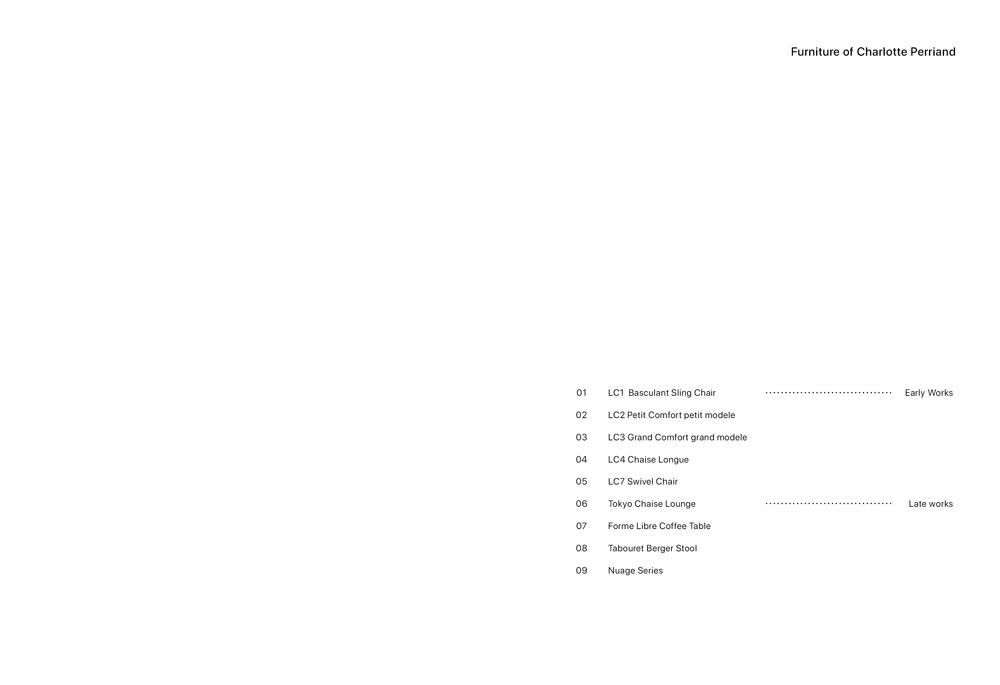 Furniture of Charlotte Perriand
01 LC1 Basculant Sling Chair ................................. Early Works
02 LC2 Petit Comfort petit modele
03 LC3 Grand Comfort grand modele
04 LC4 Chaise Longue
05 LC7 Swivel Chair
06 Tokyo Chaise Lounge ................................. Late works
07 Forme Libre Coffee Table
08 Tabouret Berger Stool
09 Nuage Series